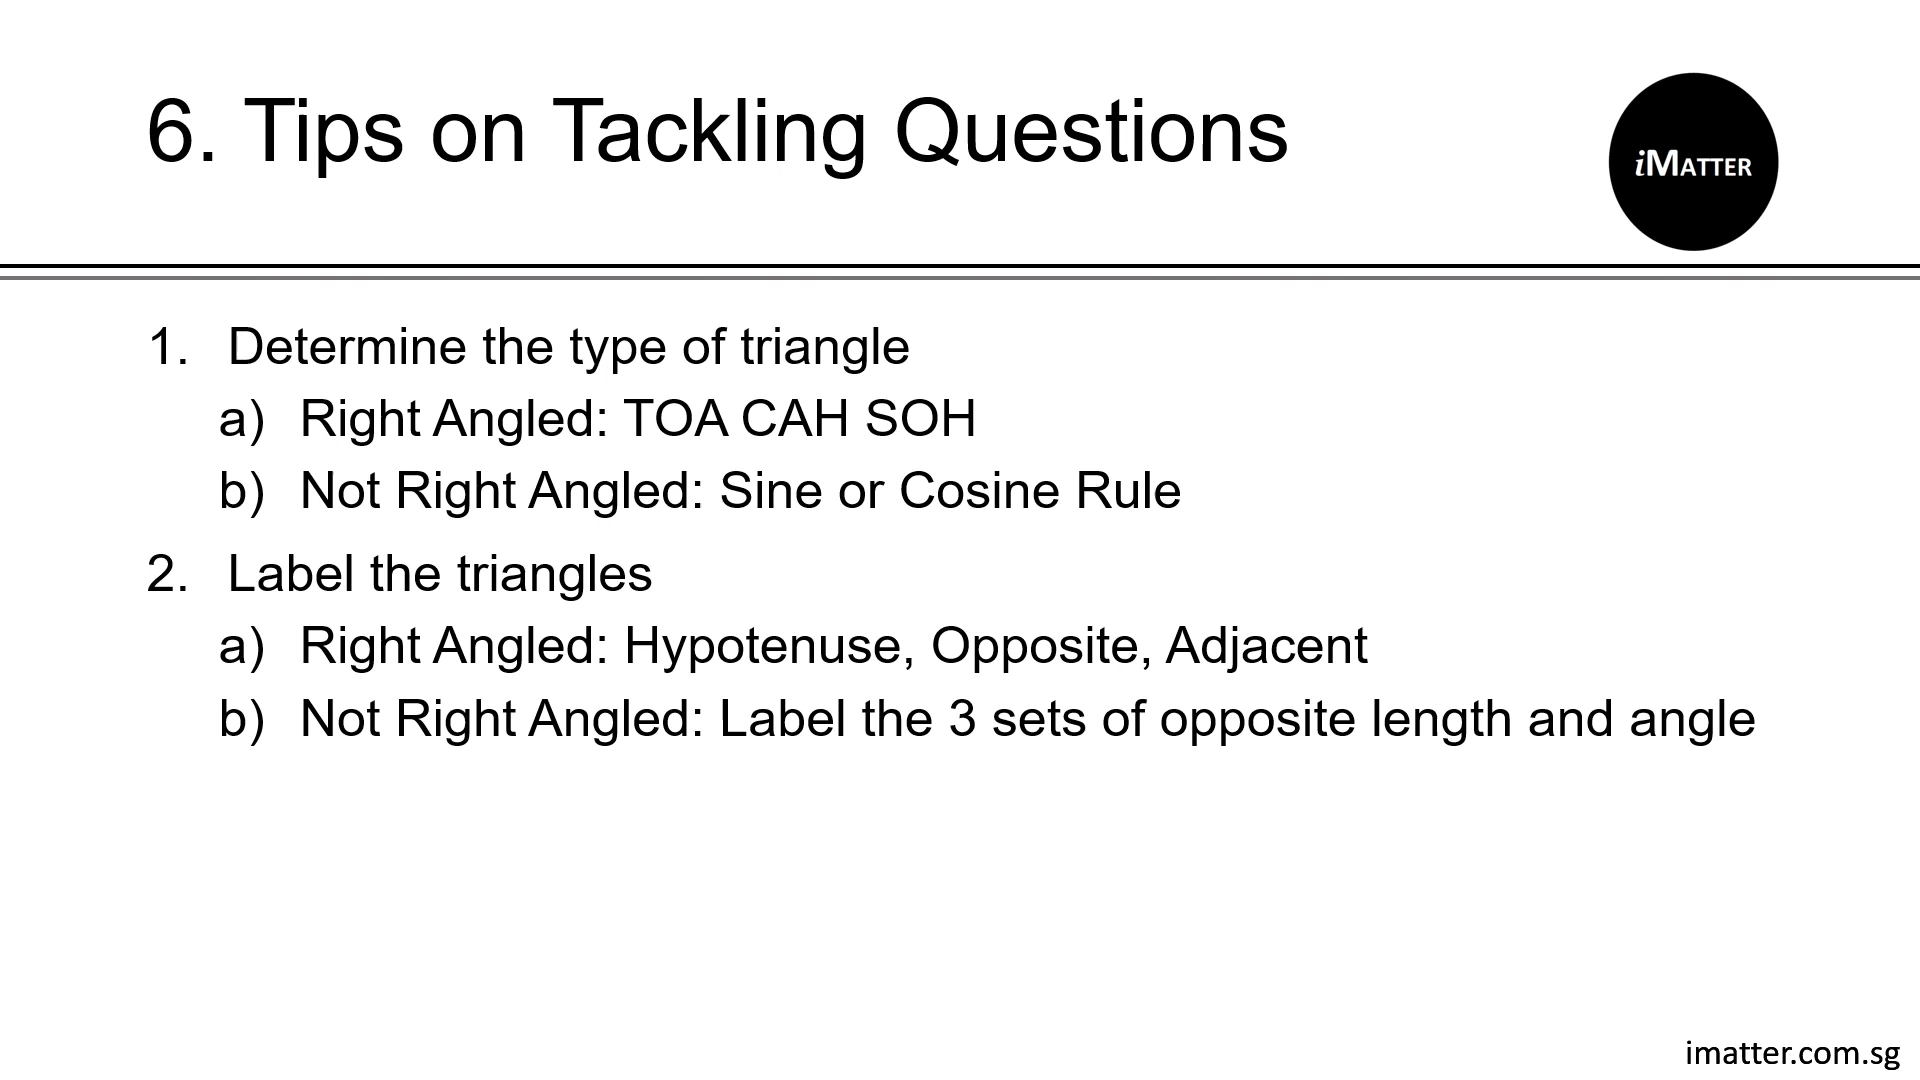 6. Tips on Tackling Questions
iMATTER
1. Determine the type of triangle
a) Right Angled: TOA CAH SOH
b) Not Right Angled: Sine or Cosine Rule
2. Label the triangles
a) Right Angled: Hypotenuse, Opposite, Adjacent
b) Not Right Angled: Label the 3 sets of opposite length and angle
imatter.com.sg